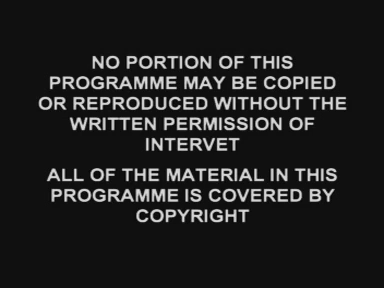 NO PORTION OF THIS
PROGRAMME MAY BE COPIED
OR REPRODUCED WITHOUT THE
WRITTEN PERMISSION OF
INTERVET
ALL OF THE MATERIAL IN THIS
PROGRAMME IS COVERED BY
COPYRIGHT